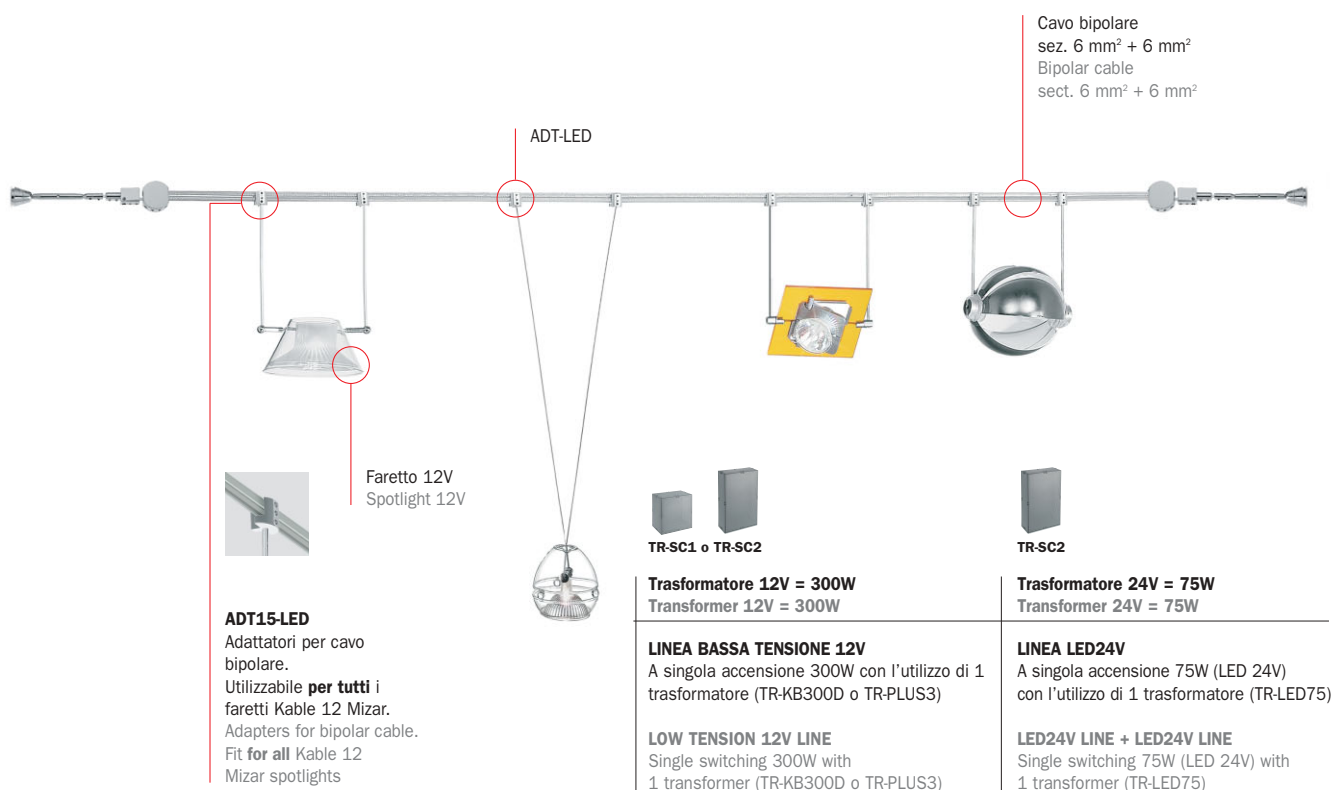 Cavo bipolare
sez. 6 mm² + 6 mm²
Bipolar cable
sect. 6 mm² + 6 mm²
ADT-LED
Faretto 12V
Spotlight 12V
ADT15-LED
Adattatori per cavo
bipolare.
Utilizzabile per tutti i
faretti Kable 12 Mizar.
Adapters for bipolar cable.
Fit for all Kable 12
Mizar spotlights
TR-SC1 o TR-SC2
Trasformatore 12V = 300W
Transformer 12V = 300W
LINEA BASSA TENSIONE 12V
A singola accensione 300W con l'utilizzo di 1
trasformatore (TR-KB300D o TR-PLUS3)
LOW TENSION 12V LINE
Single switching 300W with
1 transformer (TR-KB300D o TR-PLUS3)
TR-SC2
Trasformatore 24V = 75W
Transformer 24V = 75W
LINEA LED24V
A singola accensione 75W (LED 24V)
con l'utilizzo di 1 trasformatore (TR-LED75)
LED24V LINE + LED24V LINE
Single switching 75W (LED 24V) with
1 transformer (TR-LED75)